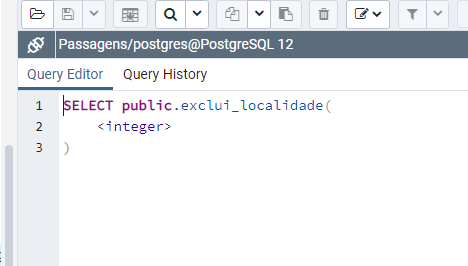 Passagens/postgres@PostgreSQL 12
Query Editor Query History
1 SELECT public.exclui_localidade(
2 <integer>
3 )